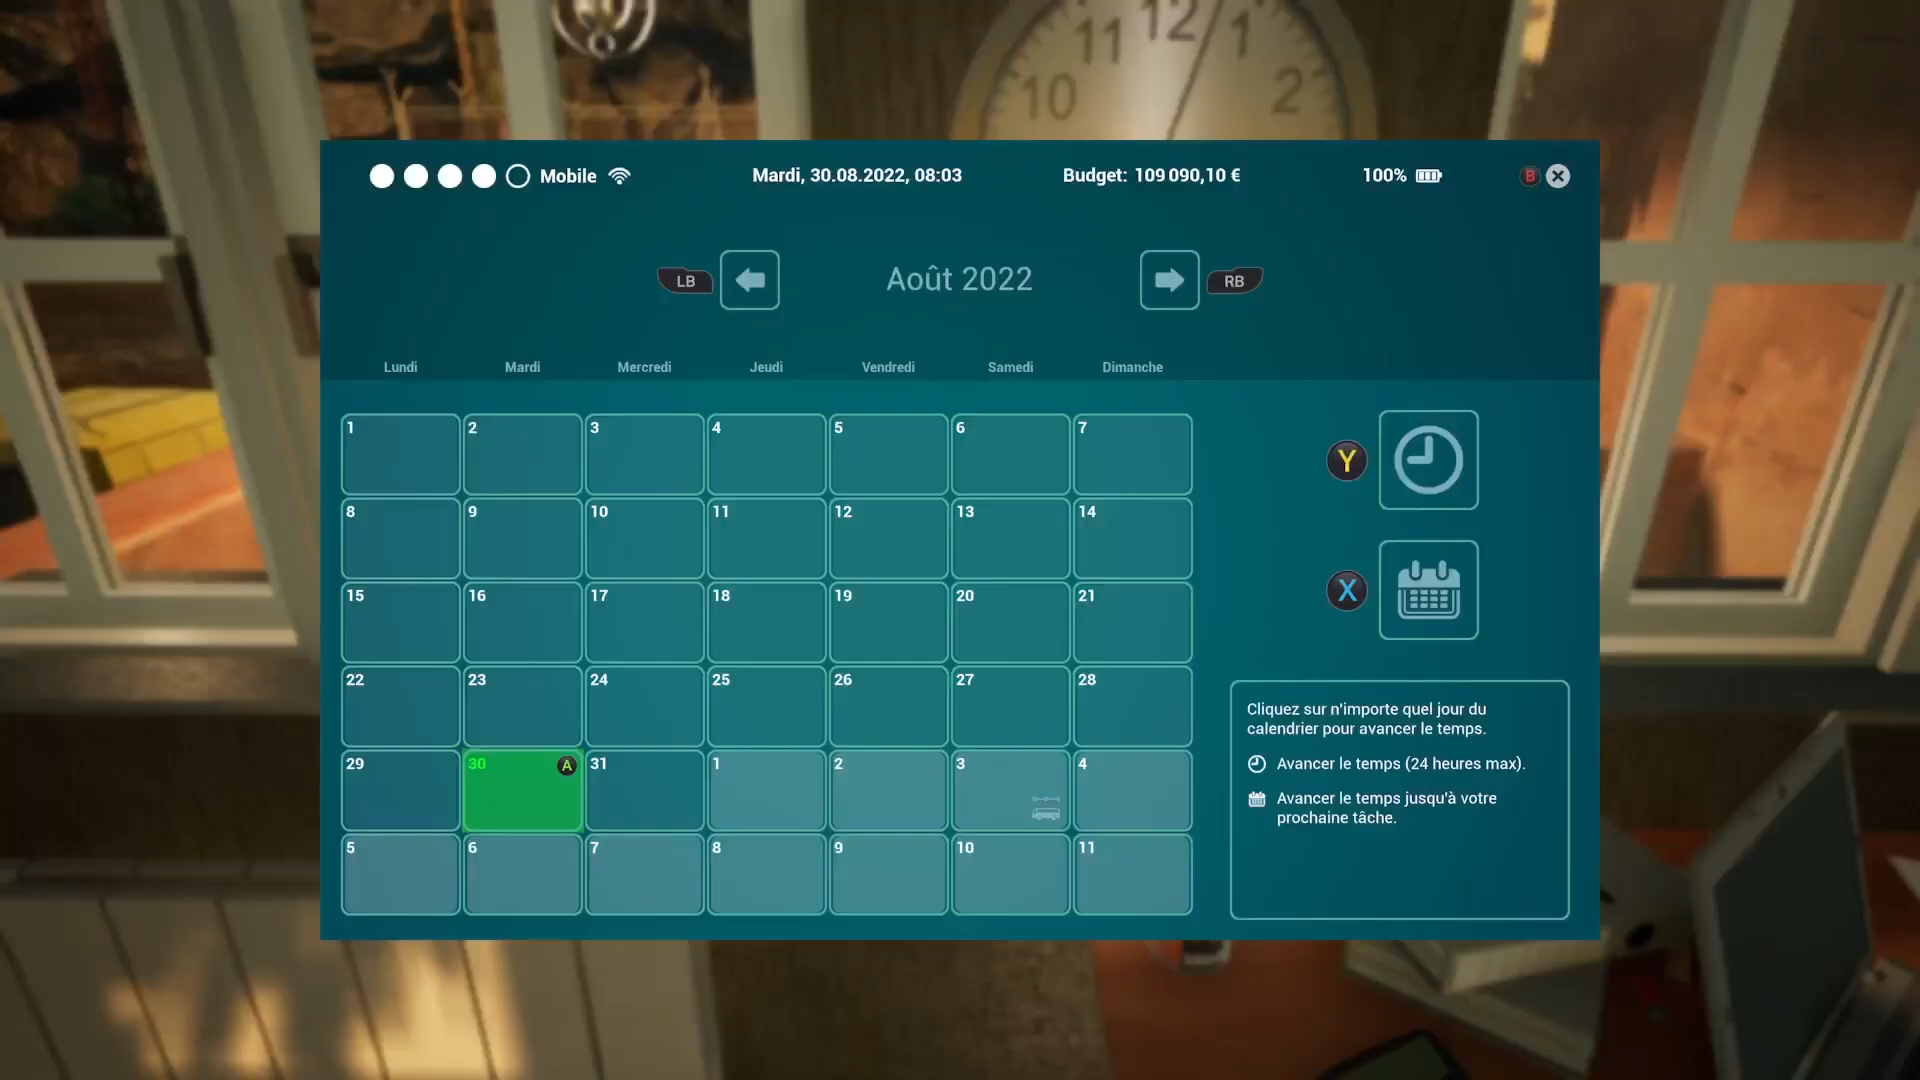 11 12 1
10 2
Mobile Mardi, 30.08.2022, 08:03 Budget: 109 090,10 € 100% B
LB Août 2022 RB
Lundi Mardi Mercredi Jeudi Vendredi Samedi Dimanche
1 2 3 4 5 6 7
8 9 10 11 12 13 14
15 16 17 18 19 20 21
22 23 24 25 26 27 28
29 30 A 31 1 2 3 4
5 6 7 8 9 10 11
Y
X
Cliquez sur n'importe quel jour du
calendrier pour avancer le temps.
Avancer le temps (24 heures max).
Avancer le temps jusqu'à votre
prochaine tâche.